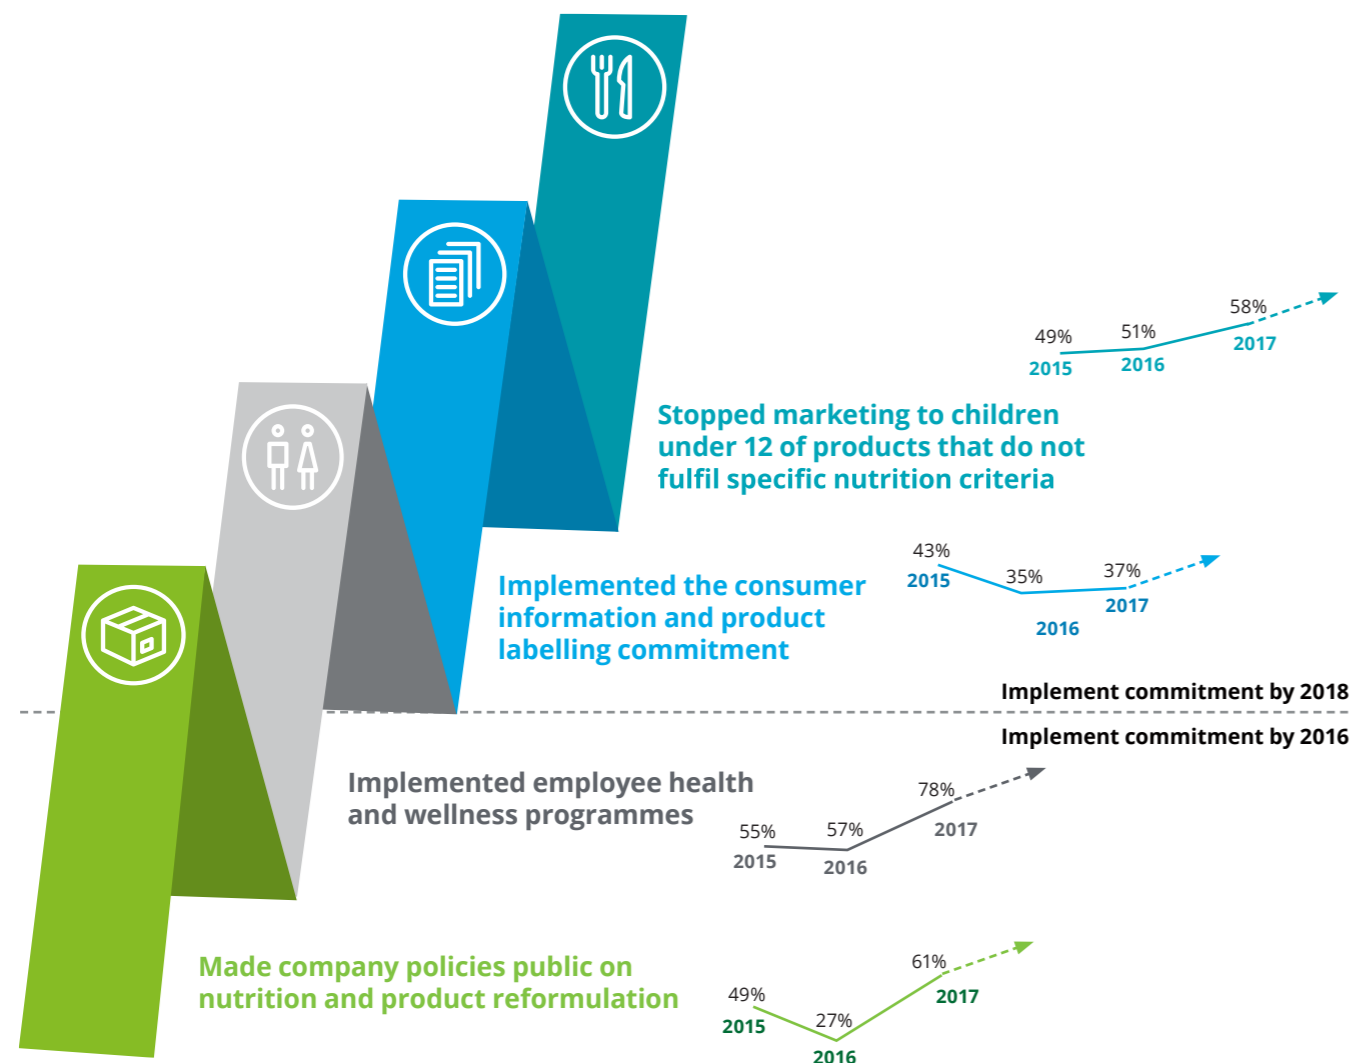 58%
51%
49%
2017
2016
2015
Stopped marketing to children
under 12 of products that do not
fulfil specific nutrition criteria
43%
35%
37%
2015
2017
2016
Implemented the consumer
information and product
labelling commitment
Implement commitment by 2018
Implement commitment by 2016
Implemented employee health
and wellness programmes
78%
55%
57%
2017
2015
2016
Made company policies public on
nutrition and product reformulation
61%
49%
27%
2017
2015
2016